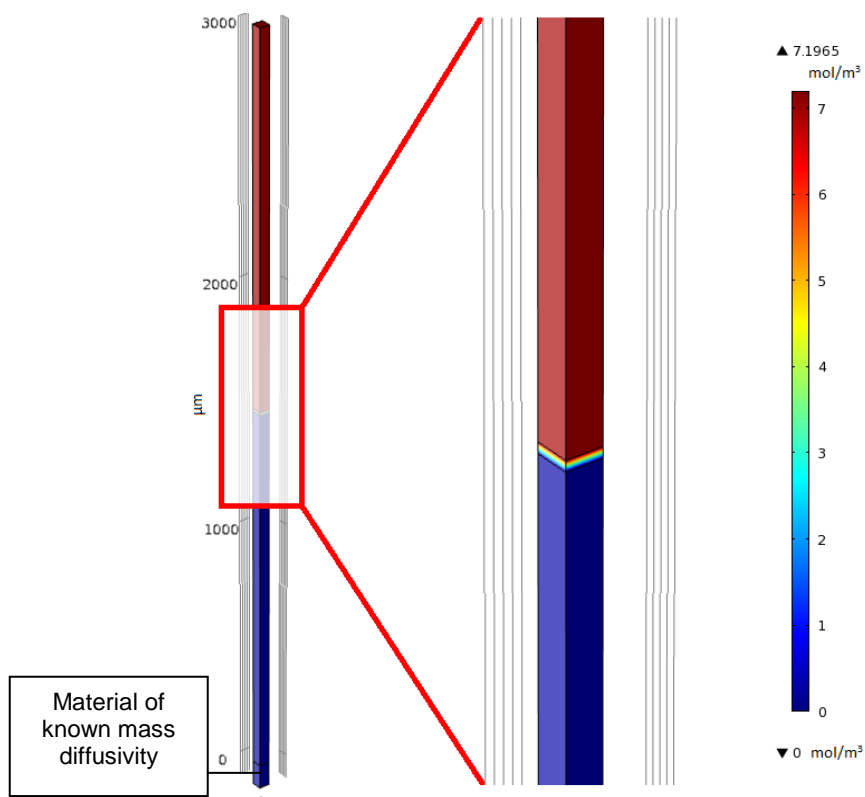 3000
2000
µm
1000
0
Material of
known mass
diffusivity
▲ 7.1965
mol/m³
7
6
5
4
3
2
1
0
▼ 0 mol/m³